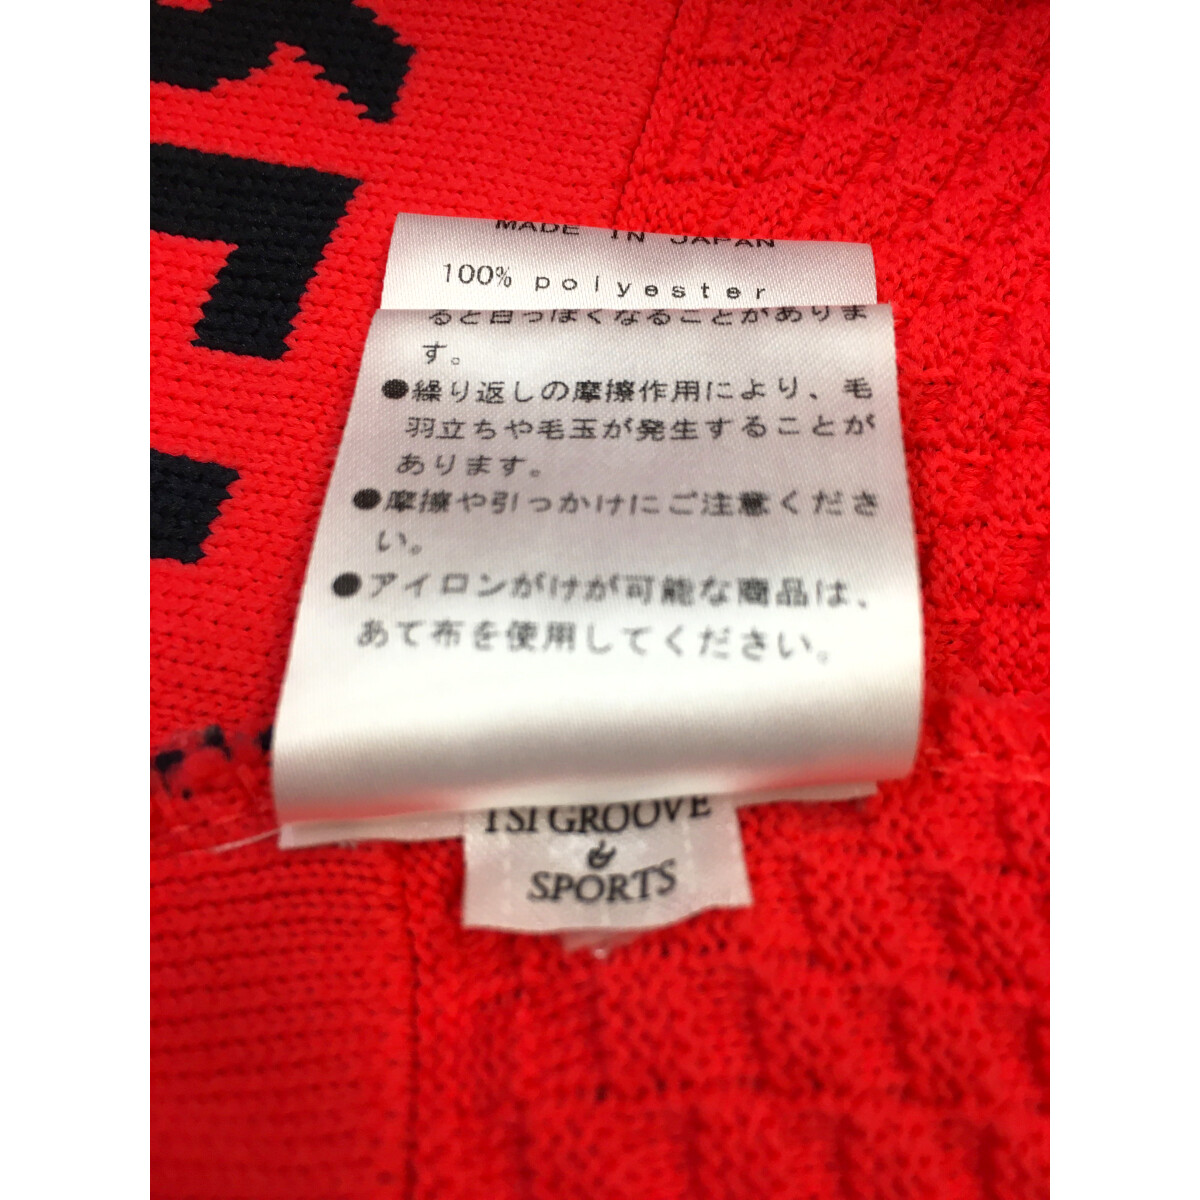 MADE IN JAPAN
100% polyester
ると白っぽくなることがありま
す。
●繰り返しの摩擦作用により、毛
羽立ちや毛玉が発生することが
あります。
●摩擦や引っかけにご注意くださ
い。
●アイロンがけが可能な商品は、
あて布を使用してください。
TSI GROOVE
&
SPORTS